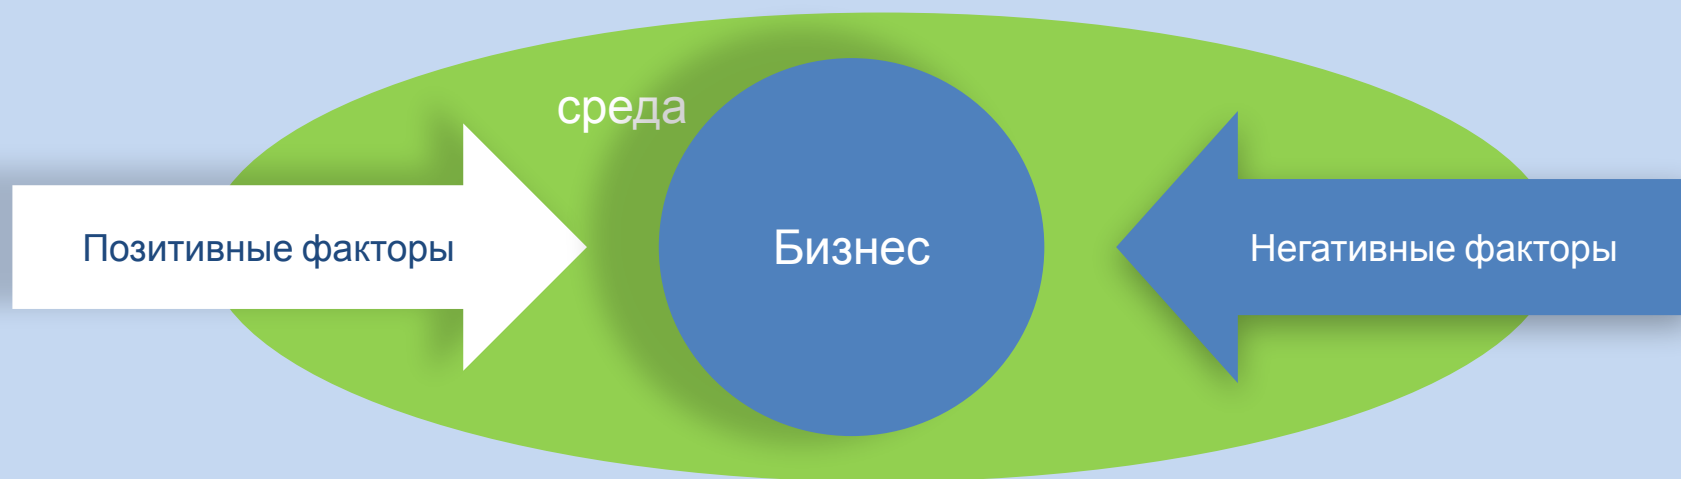 среда
Позитивные факторы
Бизнес
Негативные факторы